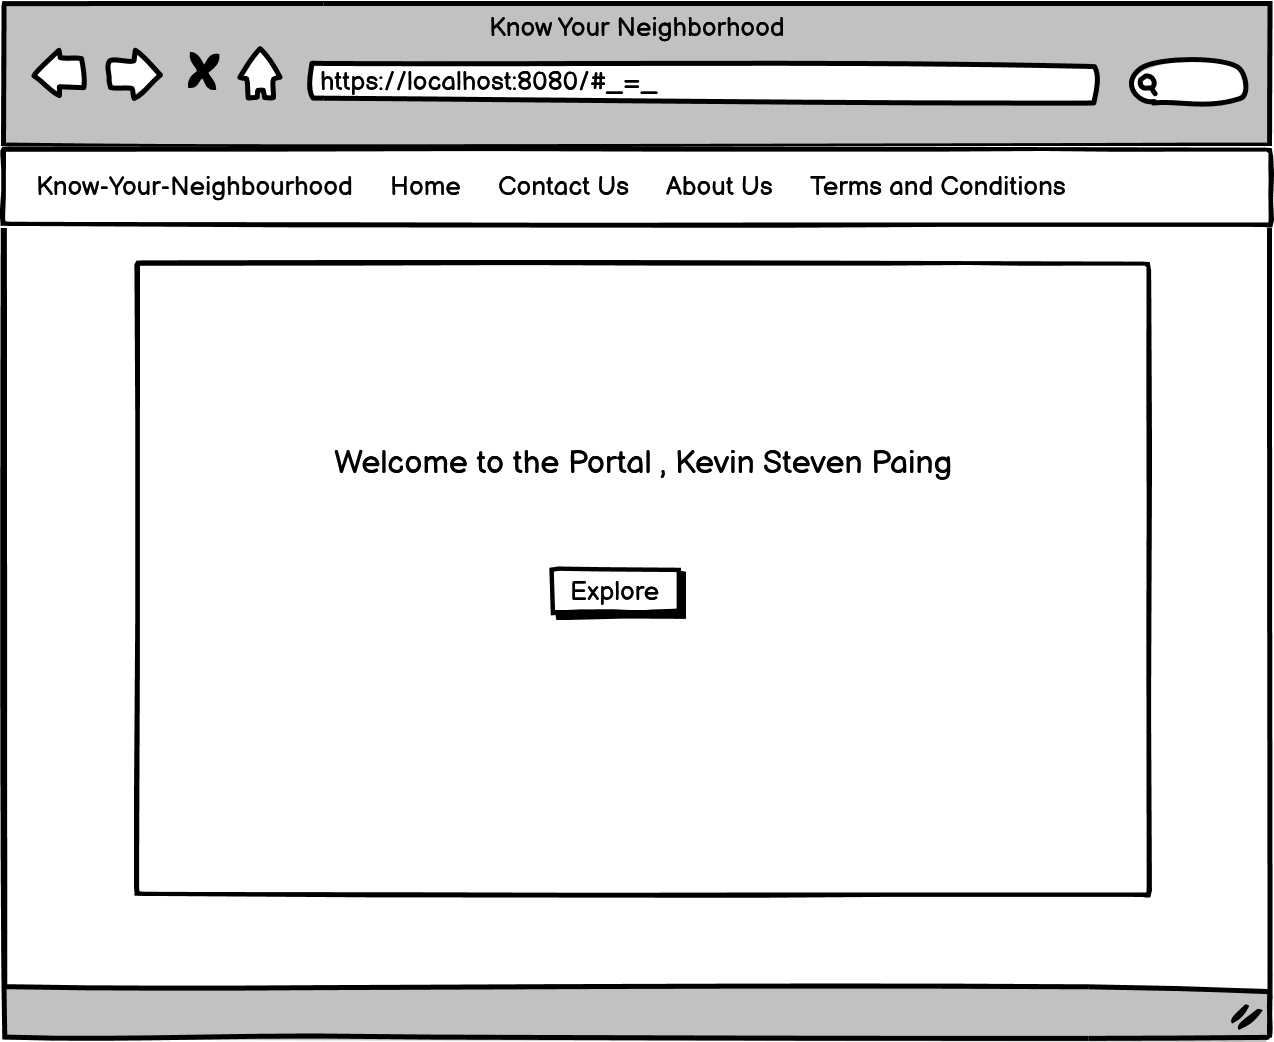 Know Your Neighborhood
https://localhost:8080/#_=_
Know-Your-Neighbourhood Home Contact Us About Us Terms and Conditions
Welcome to the Portal , Kevin Steven Paing
Explore